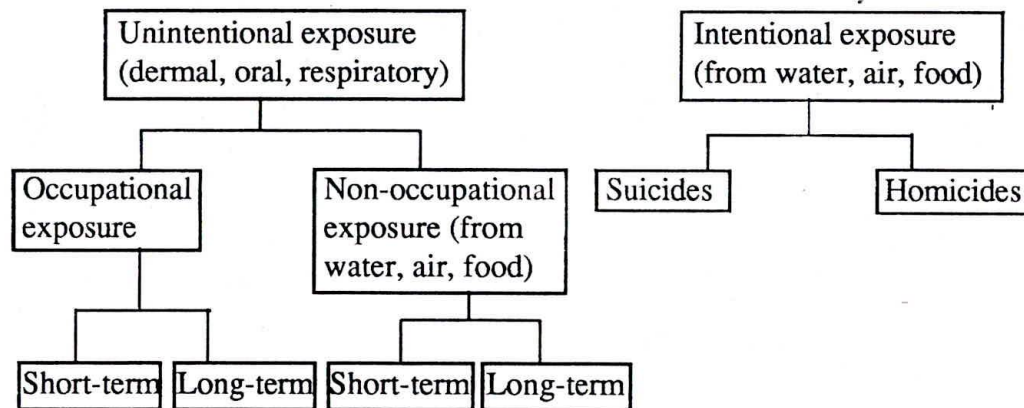 Unintentional exposure
(dermal, oral, respiratory)
Intentional exposure
(from water, air, food)
Occupational
exposure
Non-occupational
exposure (from
water, air, food)
Suicides
Homicides
Short-term
Long-term
Short-term
Long-term